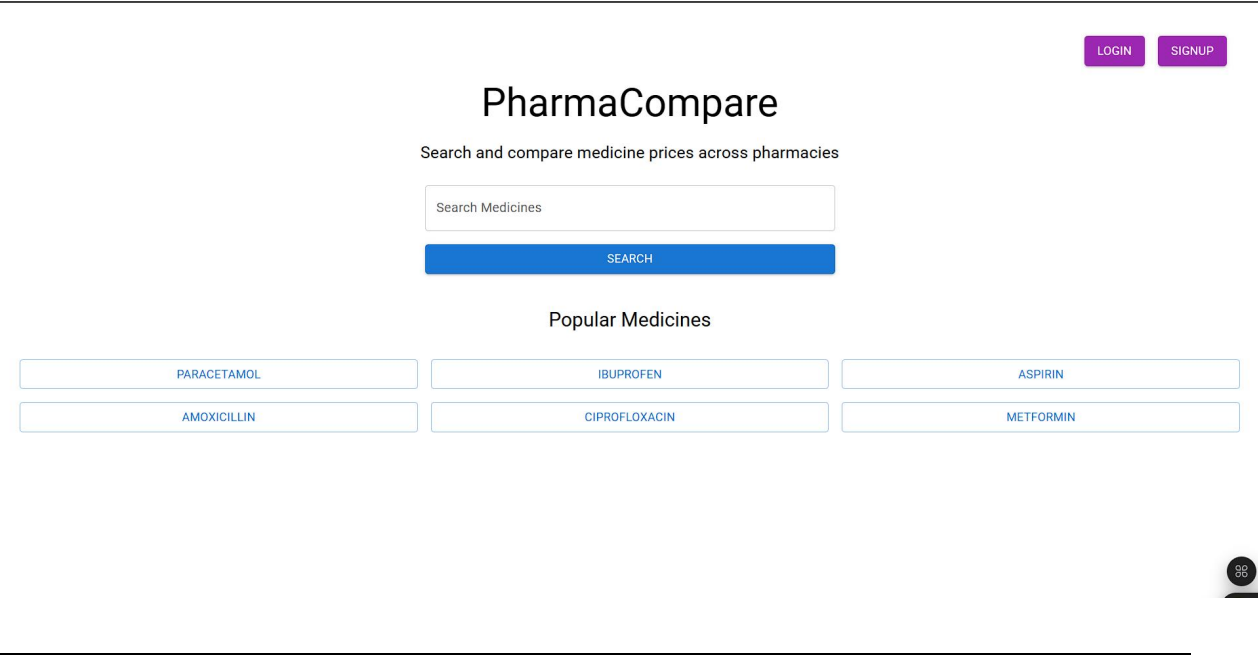 LOGIN SIGNUP
PharmaCompare
Search and compare medicine prices across pharmacies
Search Medicines
SEARCH
Popular Medicines
PARACETAMOL IBUPROFEN ASPIRIN
AMOXICILLIN CIPROFLOXACIN METFORMIN